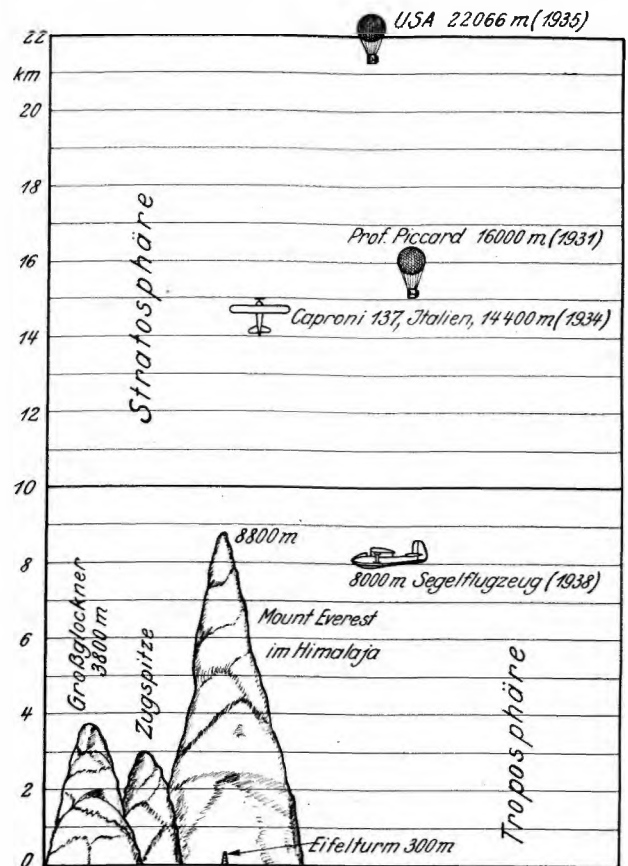 USA 22066 m (1935)
22
km
20
18
Stratosphäre
Prof. Piccard 16000 m (1931)
16
Caproni 137, Italien, 14400 m (1934)
14
12
10
8800 m
8
8000 m Segelflugzeug (1938)
Großglockner
3800m
Zugspitze
Mount Everest
im Himalaja
6
4
Troposphäre
2
Eifelturm 300 m
0